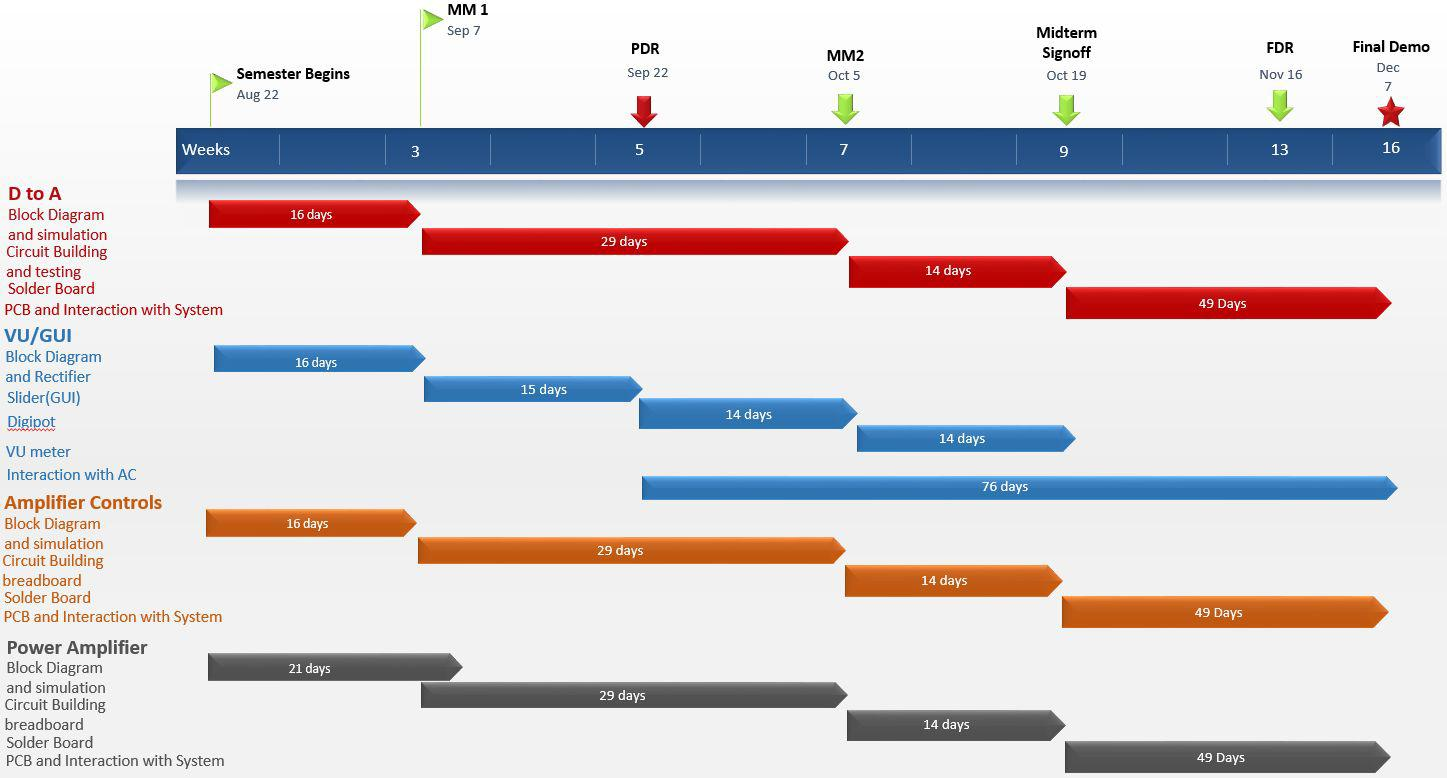 MM 1
Sep 7
Semester Begins
Aug 22
PDR
Sep 22
MM2
Oct 5
Midterm
Signoff
Oct 19
FDR
Nov 16
Final Demo
Dec
7
Weeks 3 5 7 9 13 16
D to A
Block Diagram
and simulation
16 days
Circuit Building
and testing
29 days
Solder Board
14 days
PCB and Interaction with System
49 Days
VU/GUI
Block Diagram
and Rectifier
16 days
Slider(GUI)
15 days
Digipot
14 days
VU meter
14 days
Interaction with AC
76 days
Amplifier Controls
Block Diagram
and simulation
16 days
Circuit Building
breadboard
29 days
Solder Board
14 days
PCB and Interaction with System
49 Days
Power Amplifier
Block Diagram
and simulation
21 days
Circuit Building
breadboard
29 days
Solder Board
14 days
PCB and Interaction with System
49 Days